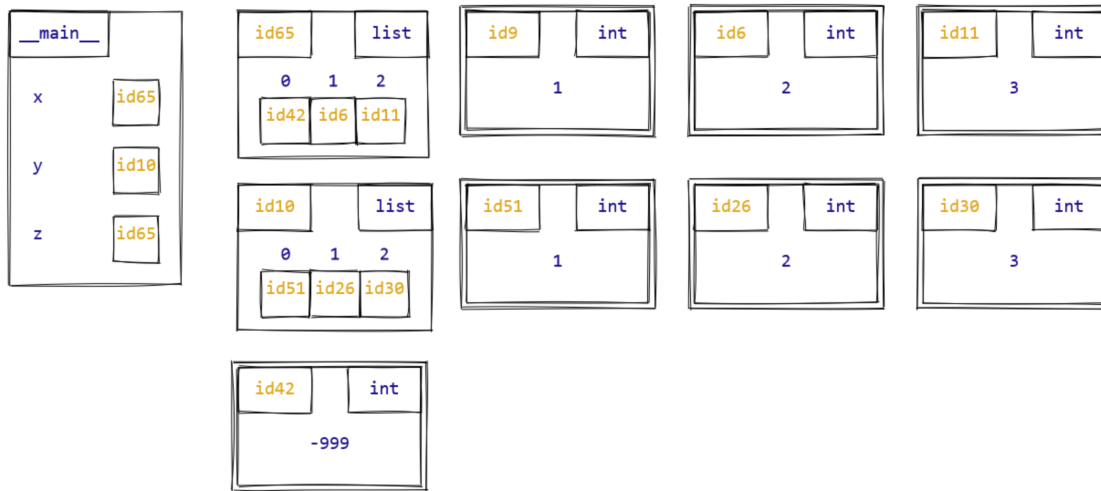 __main__
x id65
y id10
z id65
id65 list
0 1 2
id42 id6 id11
id9 int
1
id6 int
2
id11 int
3
id10 list
0 1 2
id51 id26 id30
id51 int
1
id26 int
2
id30 int
3
id42 int
-999